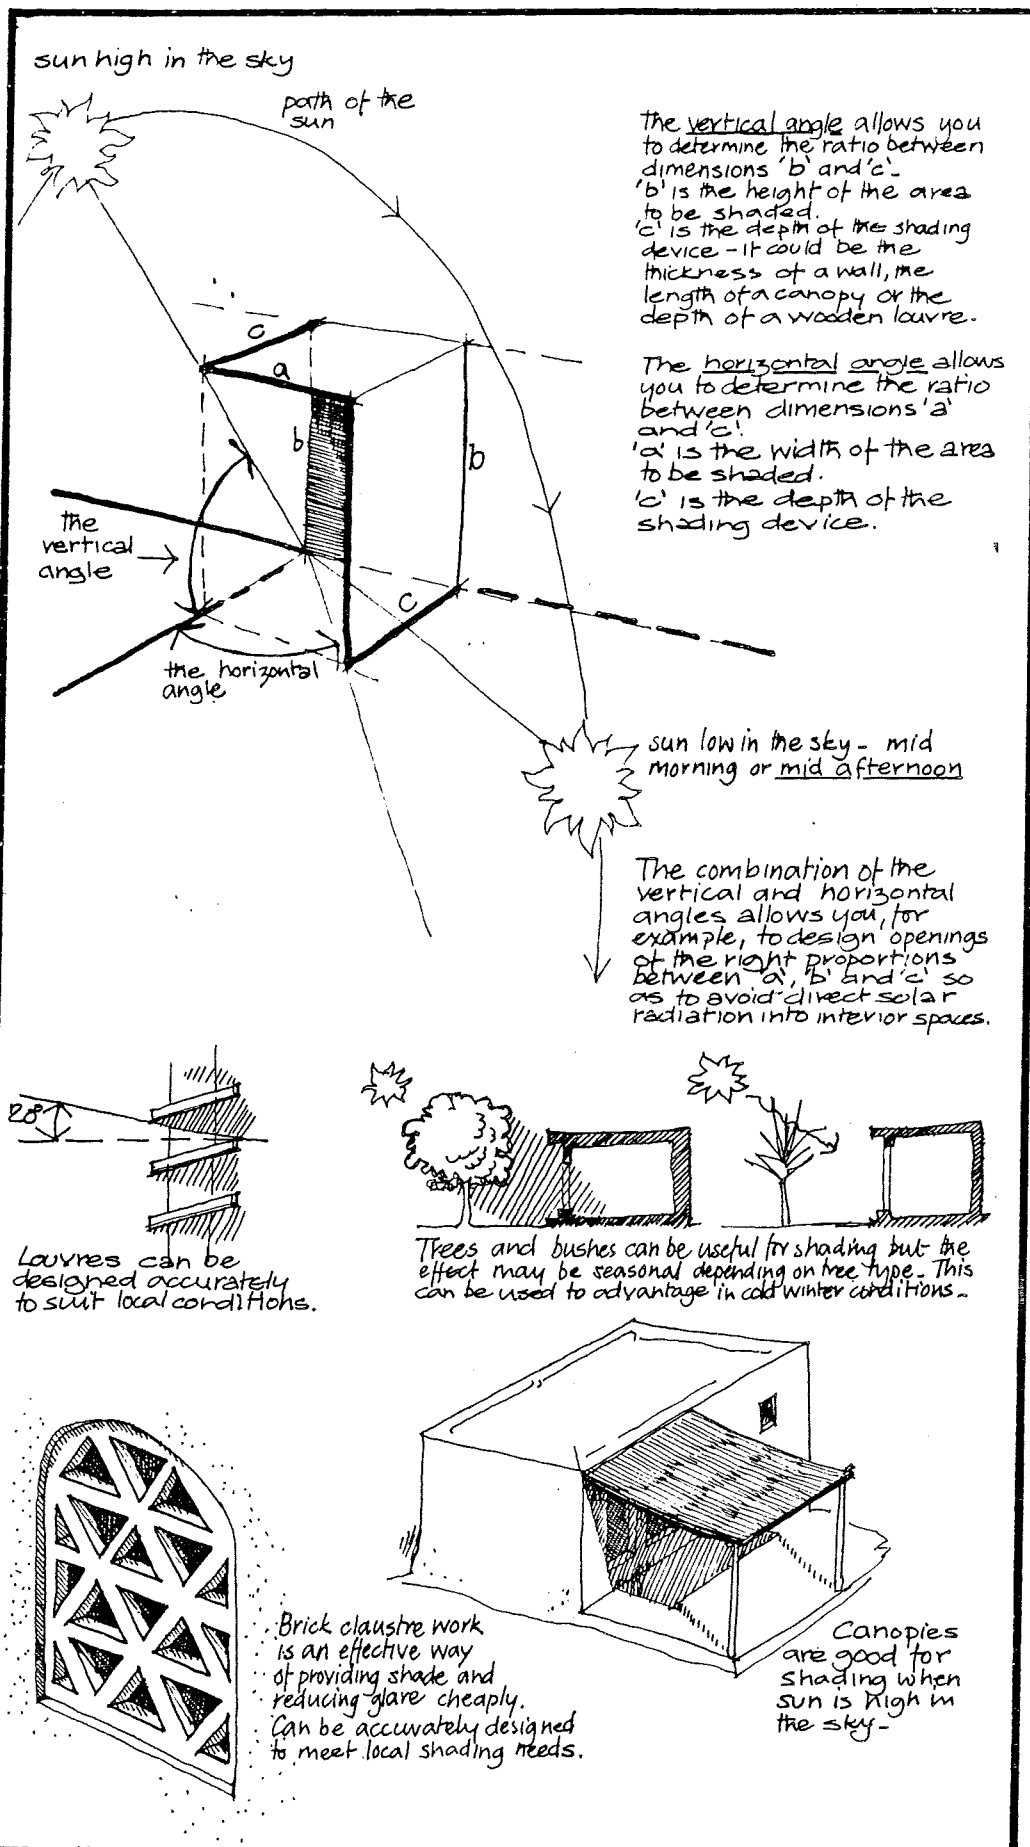 sun high in the sky
path of the
sun
The vertical angle allows you
to determine the ratio between
dimensions 'b' and 'c'.
'b' is the height of the area
to be shaded.
'c' is the depth of the shading
device - it could be the
thickness of a wall, the
length of a canopy or the
depth of a wooden louvre.
The horizontal angle allows
you to determine the ratio
between dimensions 'a'
and 'c'.
'a' is the width of the area
to be shaded.
'c' is the depth of the
shading device.
c
a
b
b
c
the
vertical
angle
the horizontal
angle
sun low in the sky - mid
morning or mid afternoon
The combination of the
vertical and horizontal
angles allows you, for
example, to design openings
of the right proportions
between 'a', 'b' and 'c' so
as to avoid direct solar
radiation into interior spaces.
28°
Louvres can be
designed accurately
to suit local conditions.
Trees and bushes can be useful for shading but the
effect may be seasonal depending on tree type. This
can be used to advantage in cold winter conditions.
Brick claustre work
is an effective way
of providing shade and
reducing glare cheaply.
Can be accurately designed
to meet local shading needs.
Canopies
are good for
shading when
sun is high in
the sky.